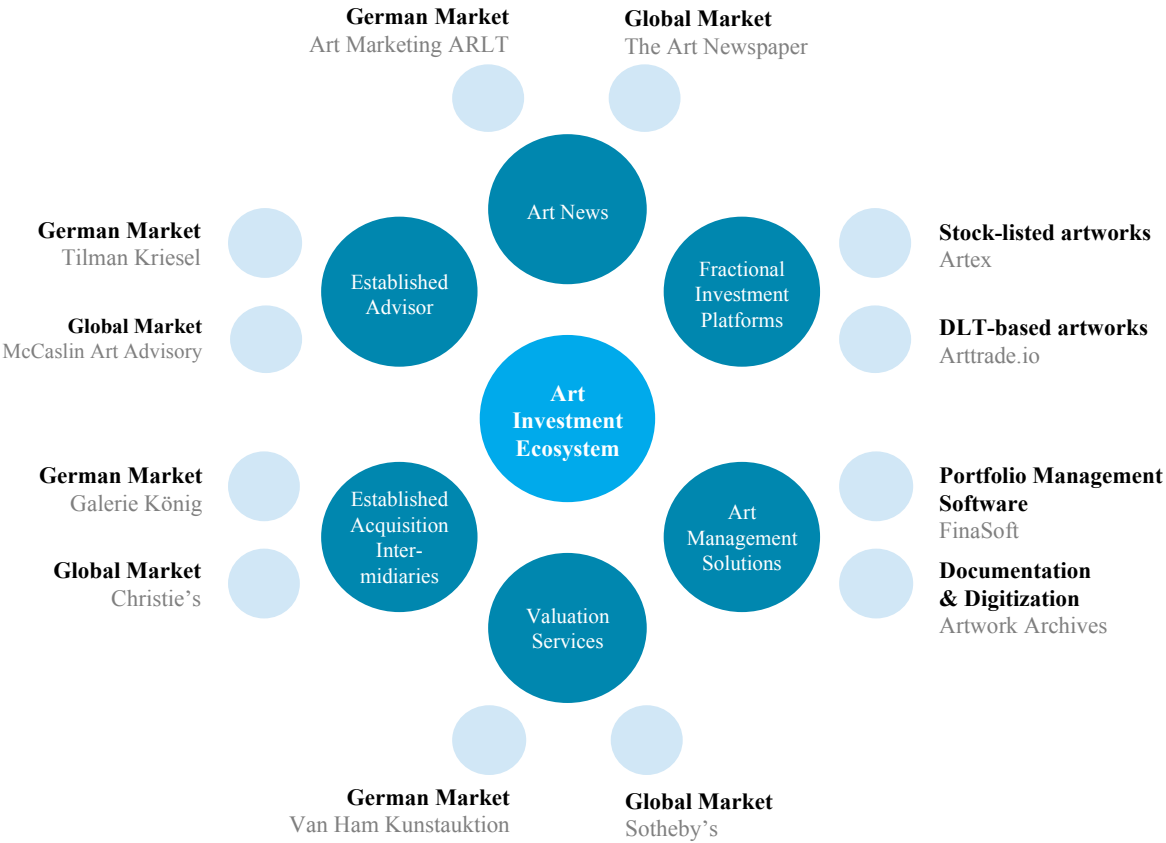 German Market
Art Marketing ARLT
Global Market
The Art Newspaper
Art News
German Market
Tilman Kriesel
Global Market
McCaslin Art Advisory
Established
Advisor
Fractional
Investment
Platforms
Stock-listed artworks
Artex
DLT-based artworks
Arttrade.io
Art
Investment
Ecosystem
German Market
Galerie König
Global Market
Christie’s
Established
Acquisition
Inter-
midiaries
Art
Management
Solutions
Portfolio Management
Software
FinaSoft
Documentation
& Digitization
Artwork Archives
Valuation
Services
German Market
Van Ham Kunstauktion
Global Market
Sotheby’s